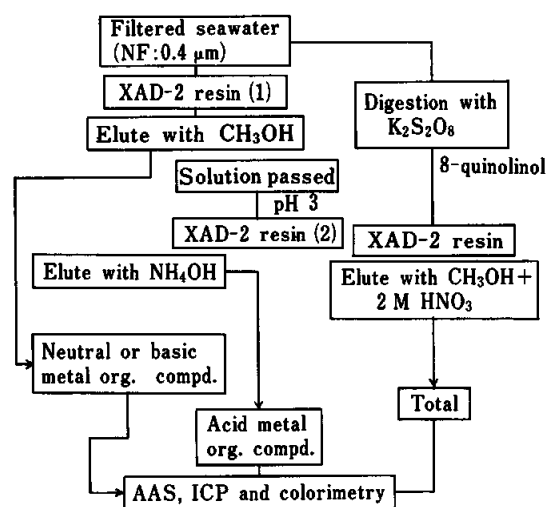 Filtered seawater
(NF:0.4 μm)
XAD-2 resin (1)
Elute with CH₃OH
Digestion with
K₂S₂O₈
8-quinolinol
Solution passed
pH 3
XAD-2 resin (2)
XAD-2 resin
Elute with NH₄OH
Elute with CH₃OH+
2 M HNO₃
Neutral or basic
metal org. compd.
Total
Acid metal
org. compd.
AAS, ICP and colorimetry